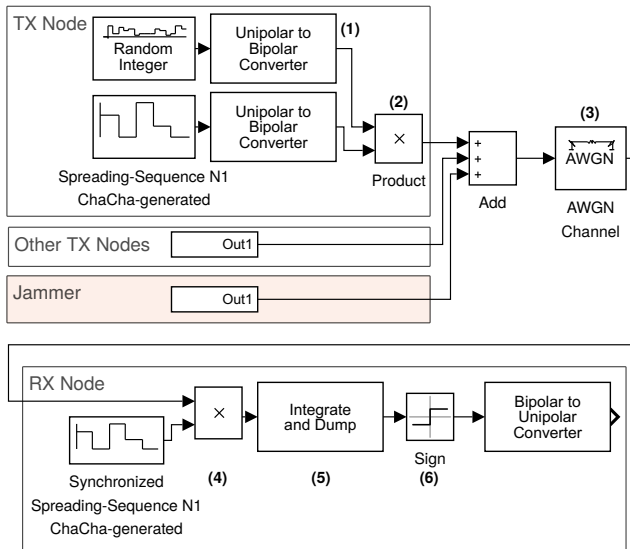 TX Node
Random
Integer
Unipolar to
Bipolar
Converter
(1)
Spreading-Sequence N1
ChaCha-generated
Unipolar to
Bipolar
Converter
(2)
×
Product
+
+
+
Add
(3)
AWGN
AWGN
Channel
Other TX Nodes
Out1
Jammer
Out1
RX Node
Synchronized
Spreading-Sequence N1
ChaCha-generated
×
(4)
Integrate
and Dump
(5)
Sign
(6)
Bipolar to
Unipolar
Converter